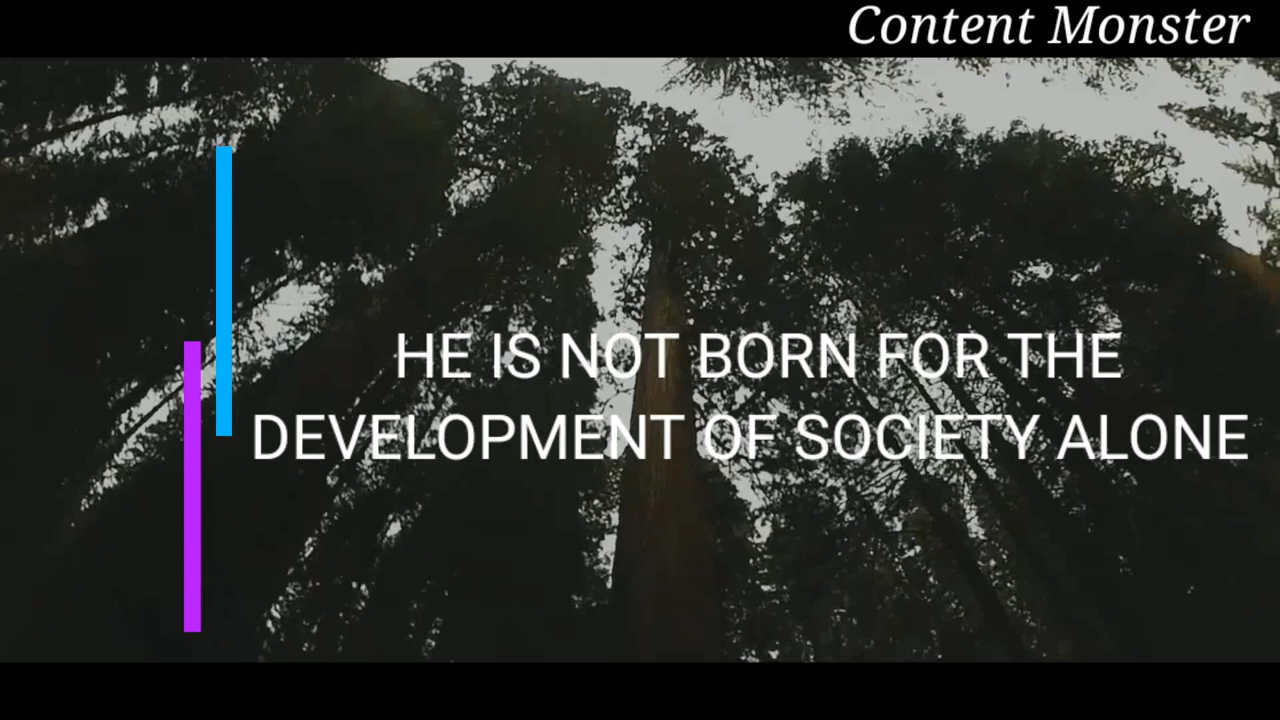 Content Monster
HE IS NOT BORN FOR THE
DEVELOPMENT OF SOCIETY ALONE